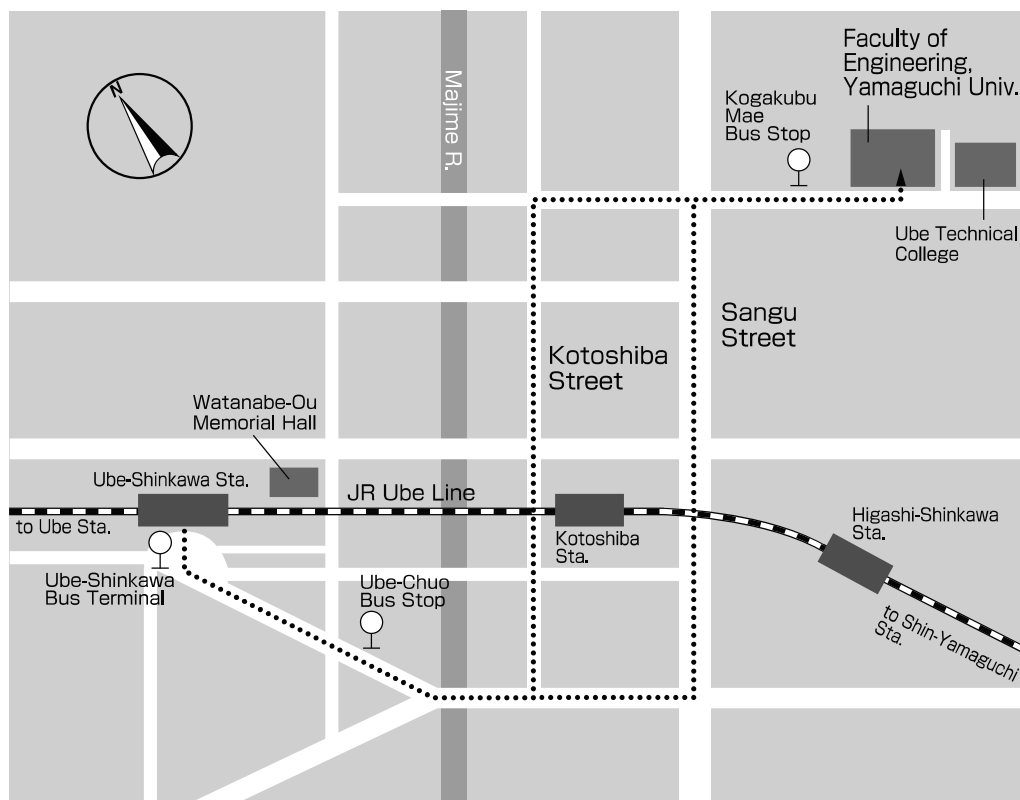 Faculty of
Engineering,
Yamaguchi Univ.
N
Majime R.
Kogakubu
Mae
Bus Stop
Ube Technical
College
Sangu
Street
Kotoshiba
Street
Watanabe-Ou
Memorial Hall
Ube-Shinkawa Sta.
JR Ube Line
to Ube Sta.
Kotoshiba
Sta.
Higashi-Shinkawa
Sta.
Ube-Shinkawa
Bus Terminal
Ube-Chuo
Bus Stop
to Shin-Yamaguchi
Sta.